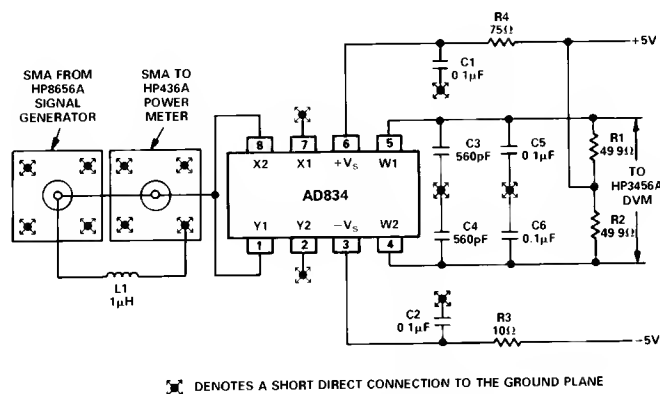 SMA FROM
HP8656A
SIGNAL
GENERATOR
SMA TO
HP436A
POWER
METER
L1
1µH
8
7
6
5
X2
X1
+VS
W1
AD834
Y1
Y2
−VS
W2
1
2
3
4
C1
0 1µF
R4
75Ω
+5V
C3
560pF
C5
0 1µF
R1
49 9Ω
TO
HP3456A
DVM
C4
560pF
C6
0.1µF
R2
49 9Ω
C2
0 1µF
R3
10Ω
−5V
DENOTES A SHORT DIRECT CONNECTION TO THE GROUND PLANE